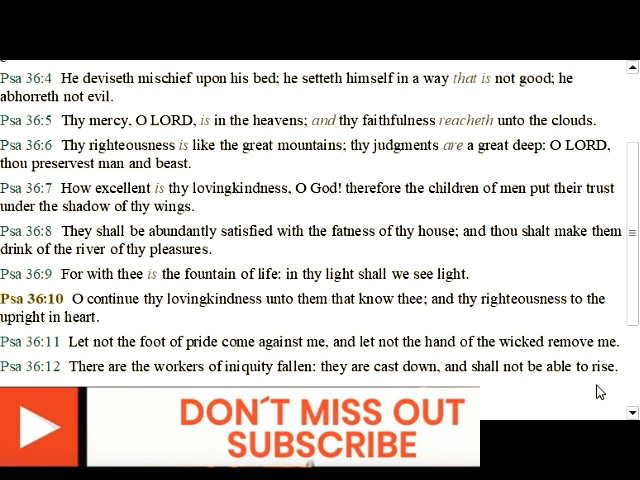 Psa 36:4 He deviseth mischief upon his bed; he setteth himself in a way that is not good; he
abhorreth not evil.
Psa 36:5 Thy mercy, O LORD, is in the heavens; and thy faithfulness reacheth unto the clouds.
Psa 36:6 Thy righteousness is like the great mountains; thy judgments are a great deep: O LORD,
thou preservest man and beast.
Psa 36:7 How excellent is thy lovingkindness, O God! therefore the children of men put their trust
under the shadow of thy wings.
Psa 36:8 They shall be abundantly satisfied with the fatness of thy house; and thou shalt make them
drink of the river of thy pleasures.
Psa 36:9 For with thee is the fountain of life: in thy light shall we see light.
Psa 36:10 O continue thy lovingkindness unto them that know thee; and thy righteousness to the
upright in heart.
Psa 36:11 Let not the foot of pride come against me, and let not the hand of the wicked remove me.
Psa 36:12 There are the workers of iniquity fallen: they are cast down, and shall not be able to rise.
DON´T MISS OUT
SUBSCRIBE